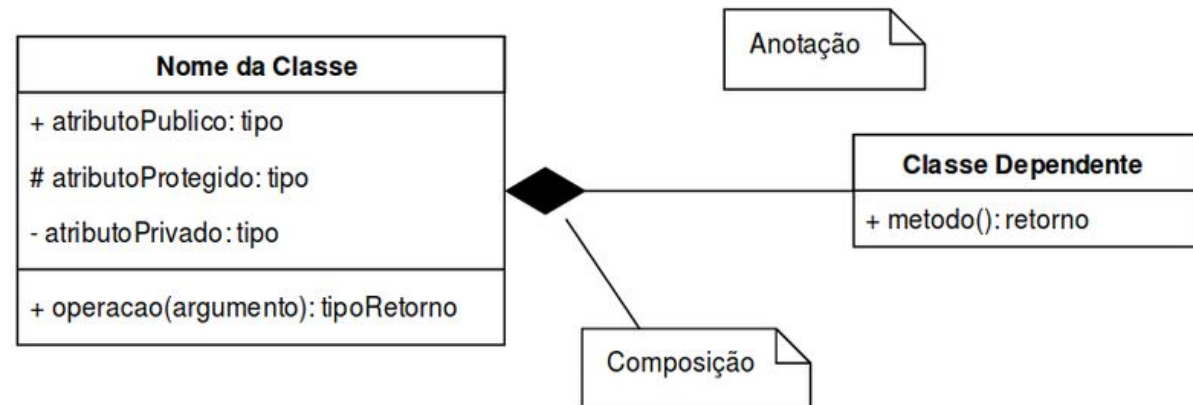 Nome da Classe
+ atributoPublico: tipo
# atributoProtegido: tipo
- atributoPrivado: tipo
+ operacao(argumento): tipoRetorno
Anotação
Classe Dependente
+ metodo(): retorno
Composição